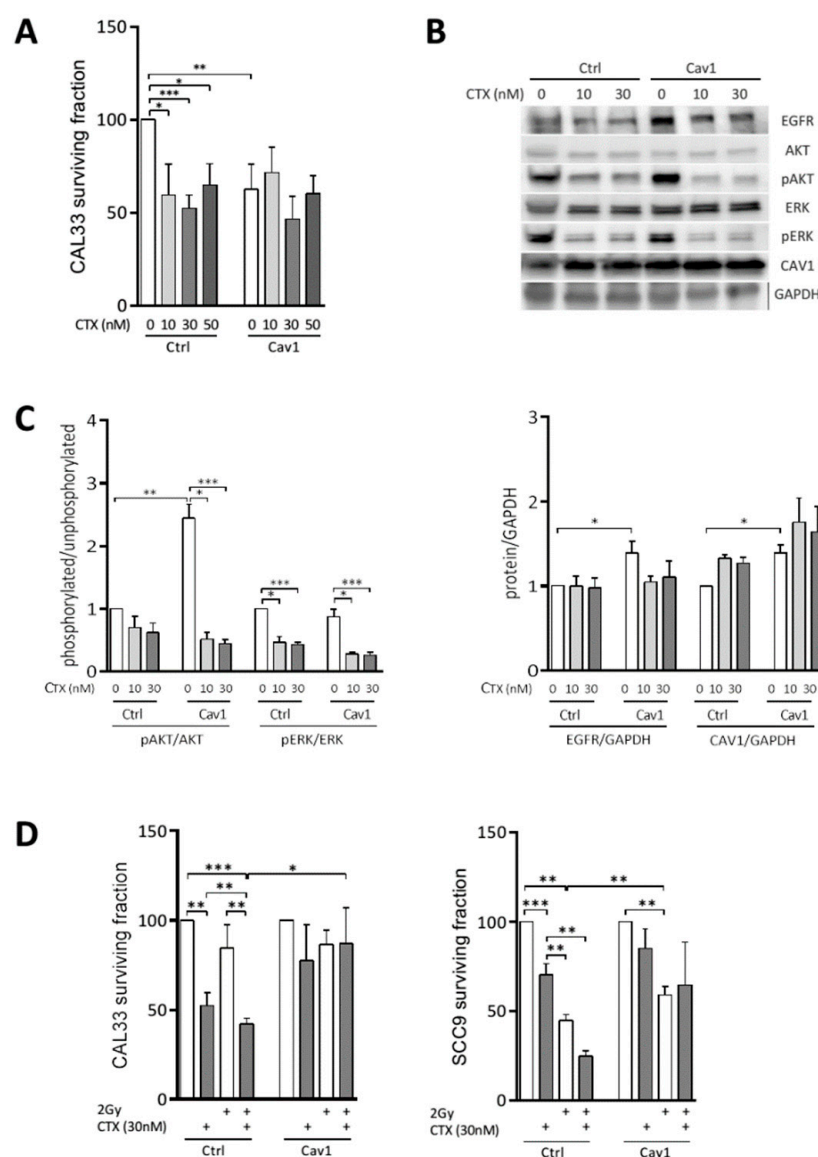 A
150
100
50
0
CAL33 surviving fraction
**
*
***
*
CTX (nM)
0 10 30 50 0 10 30 50
Ctrl Cav1
B
Ctrl Cav1
CTX (nM) 0 10 30 0 10 30
EGFR
AKT
pAKT
ERK
pERK
CAV1
GAPDH
C
4
3
2
1
0
phosphorylated/unphosphorylated
***
** *
*** ***
* *
CTX (nM) 0 10 30 0 10 30 0 10 30 0 10 30
Ctrl Cav1 Ctrl Cav1
pAKT/AKT pERK/ERK
3
2
1
0
protein/GAPDH
* *
CTX (nM) 0 10 30 0 10 30 0 10 30 0 10 30
Ctrl Cav1 Ctrl Cav1
EGFR/GAPDH CAV1/GAPDH
D
150
100
50
0
CAL33 surviving fraction
*** *
**
** **
2Gy + + + +
CTX (30nM) + + + +
Ctrl Cav1
150
100
50
0
SCC9 surviving fraction
** **
*** ** **
**
2Gy + + + +
CTX (30nM) + + + +
Ctrl Cav1